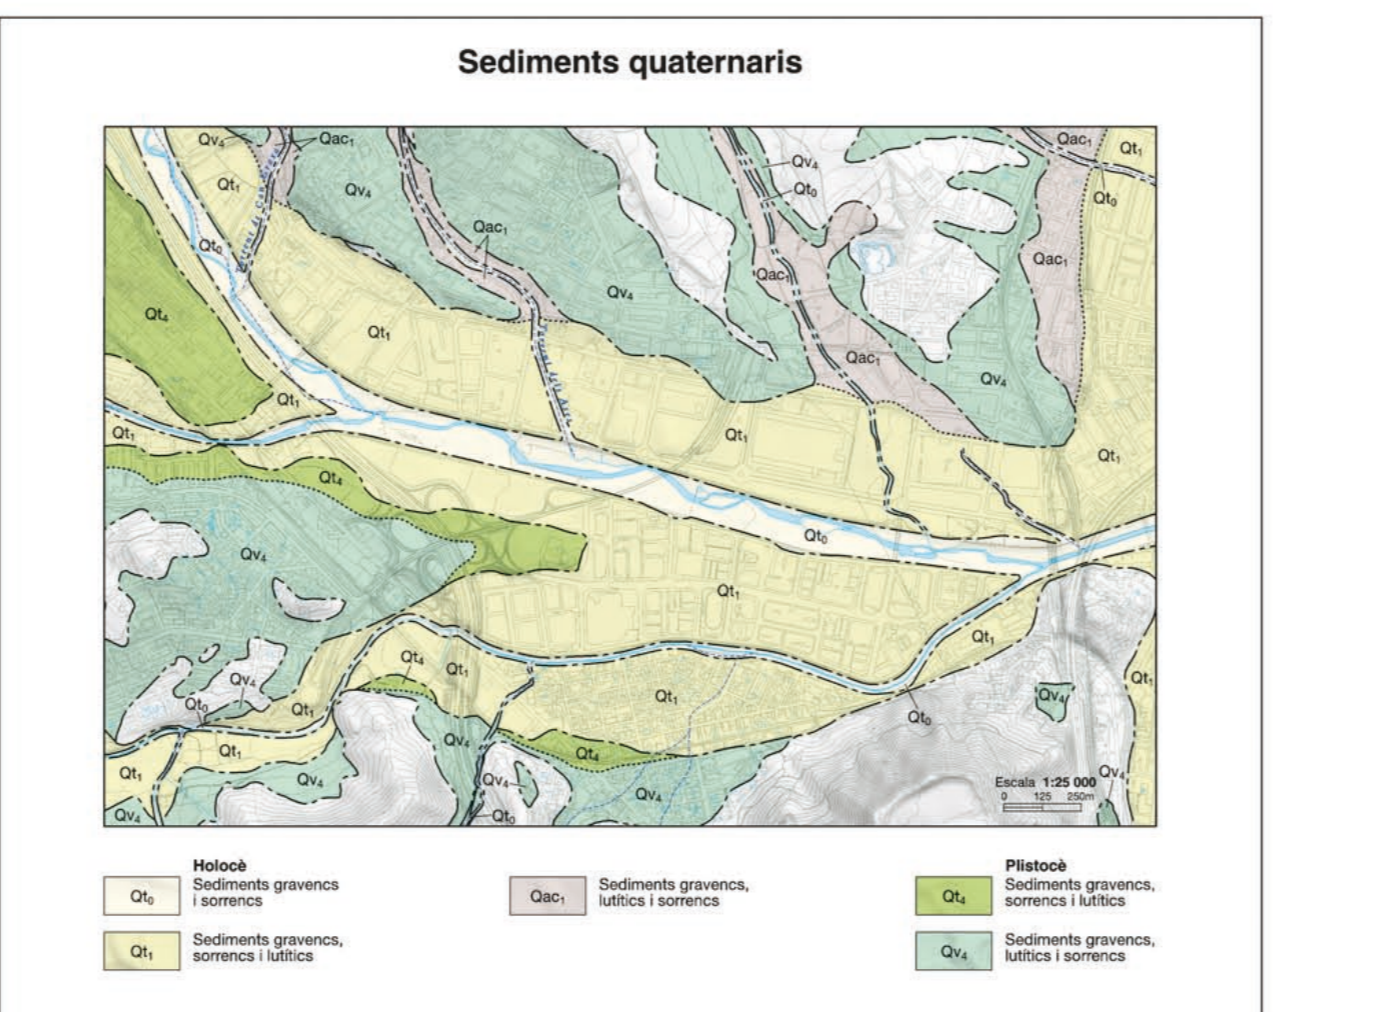 Sediments quaternaris
Qv₄
Qac₁
Qv₄
Qac₁
Qt₁
Qt₁
Qv₄
Qt₀
Qt₀
Qt₀
Qac₁
Qac₁
Qac₁
Qt₄
Qv₄
Qt₁
Qac₁
Qv₄
Qt₁
Qt₁
Qt₁
Qt₁
Qt₄
Qt₀
Qv₄
Qt₁
Qt₁
Qt₄
Qt₁
Qv₄
Qt₁
Qt₁
Qv₄
Qt₀
Qt₁
Qt₀
Qv₄
Qt₁
Qt₄
Qt₁
Qv₄
Qv₄
Qv₄
Qv₄
Qv₄
Qt₀
Escala 1:25 000
0 125 250m
Holocè
Qt₀
Sediments gravencs
i sorrencs
Qt₁
Sediments gravencs,
sorrencs i lutítics
Qac₁
Sediments gravencs,
lutítics i sorrencs
Plistocè
Qt₄
Sediments gravencs,
sorrencs i lutítics
Qv₄
Sediments gravencs,
lutítics i sorrencs